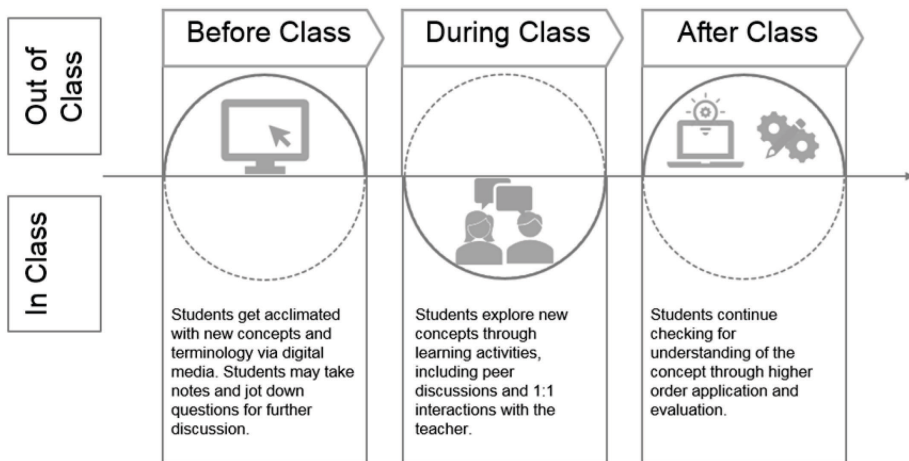 Out of
Class
In Class
Before Class
During Class
After Class
Students get acclimated
with new concepts and
terminology via digital
media. Students may take
notes and jot down
questions for further
discussion.
Students explore new
concepts through
learning activities,
including peer
discussions and 1:1
interactions with the
teacher.
Students continue
checking for
understanding of the
concept through higher
order application and
evaluation.